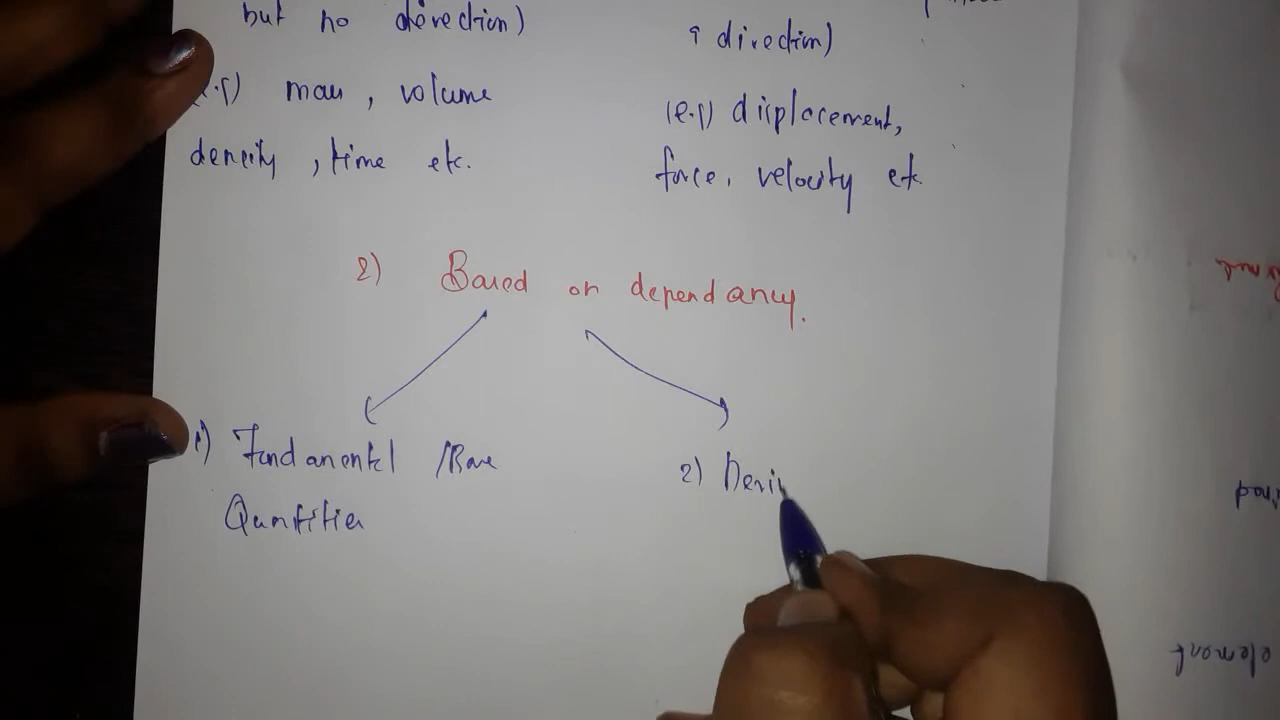 but no direction)
& direction)
(e.g) mass, volume
density, time etc.
(e.g) displacement,
force, velocity etc
2) Based on dependancy.
1) Fundamental /Base
Quantities
2) Deri
element